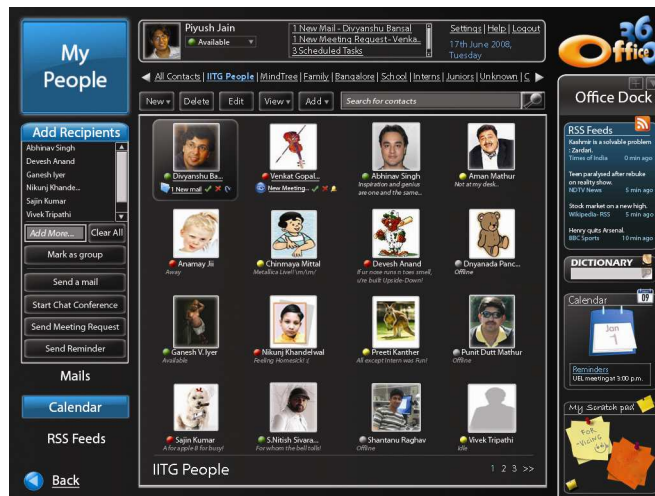 My
People
Piyush Jain
Available
1 New Mail - Divyanshu Bansal
1 New Meeting Request- Venka..
3 Scheduled Tasks
Settings | Help | Logout
17th June 2008,
Tuesday
36
Office
All Contacts | IITG People | MindTree | Family | Bangalore | School | Interns | Juniors | Unknown | C
New Delete Edit View Add Search for contacts
Add Recipients
Abhinav Singh
Devesh Anand
Ganesh Iyer
Nikunj Khande...
Sajin Kumar
Vivek Tripathi
Add More... Clear All
Mark as group
Send a mail
Start Chat Conference
Send Meeting Request
Send Reminder
Mails
Calendar
RSS Feeds
Back
Divyanshu Ba...
1 New mail
Venkat Gopal...
New Meeting...
Abhinav Singh
Inspiration and genius
are one and the same..
Aman Mathur
Not at my desk..
Anamay Jii
Away
Chinmaya Mittal
Metallica Live!! \m/\m/
Devesh Anand
If ur nose runs n toes smell,
u're built Upside-Down!
Dnyanada Panc...
Offline
Ganesh V. Iyer
Available
Nikunj Khandelwal
Feeling Homesick! :(
Preeti Kanther
All except Intern was Fun!
Punit Dutt Mathur
Offline
Sajin Kumar
A for apple B for busy!
S.Nitish Sivara...
For whom the bell tolls!
Shantanu Raghav
Offline
Vivek Tripathi
Idle
IITG People
1 2 3 >>
Office Dock
RSS Feeds
Kashmir is a solvable problem
: Zardari.
Times of India 0 min ago
Teen paralysed after rebuke
on reality show.
NDTV News 5 min ago
Stock market on a new high.
Wikipedia- RSS 5 min ago
Henry quits Arsenal.
BBC Sports 10 min ago
DICTIONARY
Calendar
09
Jan
1
Reminders
UEL meeting at 3:00 p.m.
My Scratch pad
FOR